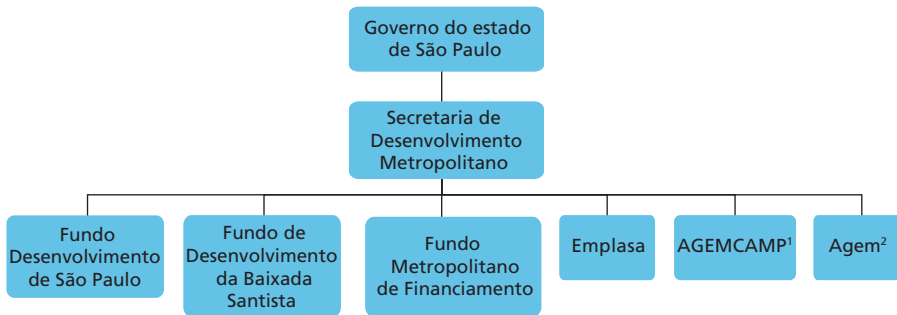 Governo do estado
de São Paulo
Secretaria de
Desenvolvimento
Metropolitano
Fundo
Desenvolvimento
de São Paulo
Fundo de
Desenvolvimento
da Baixada
Santista
Fundo
Metropolitano
de Financiamento
Emplasa
AGEMCAMP¹
Agem²